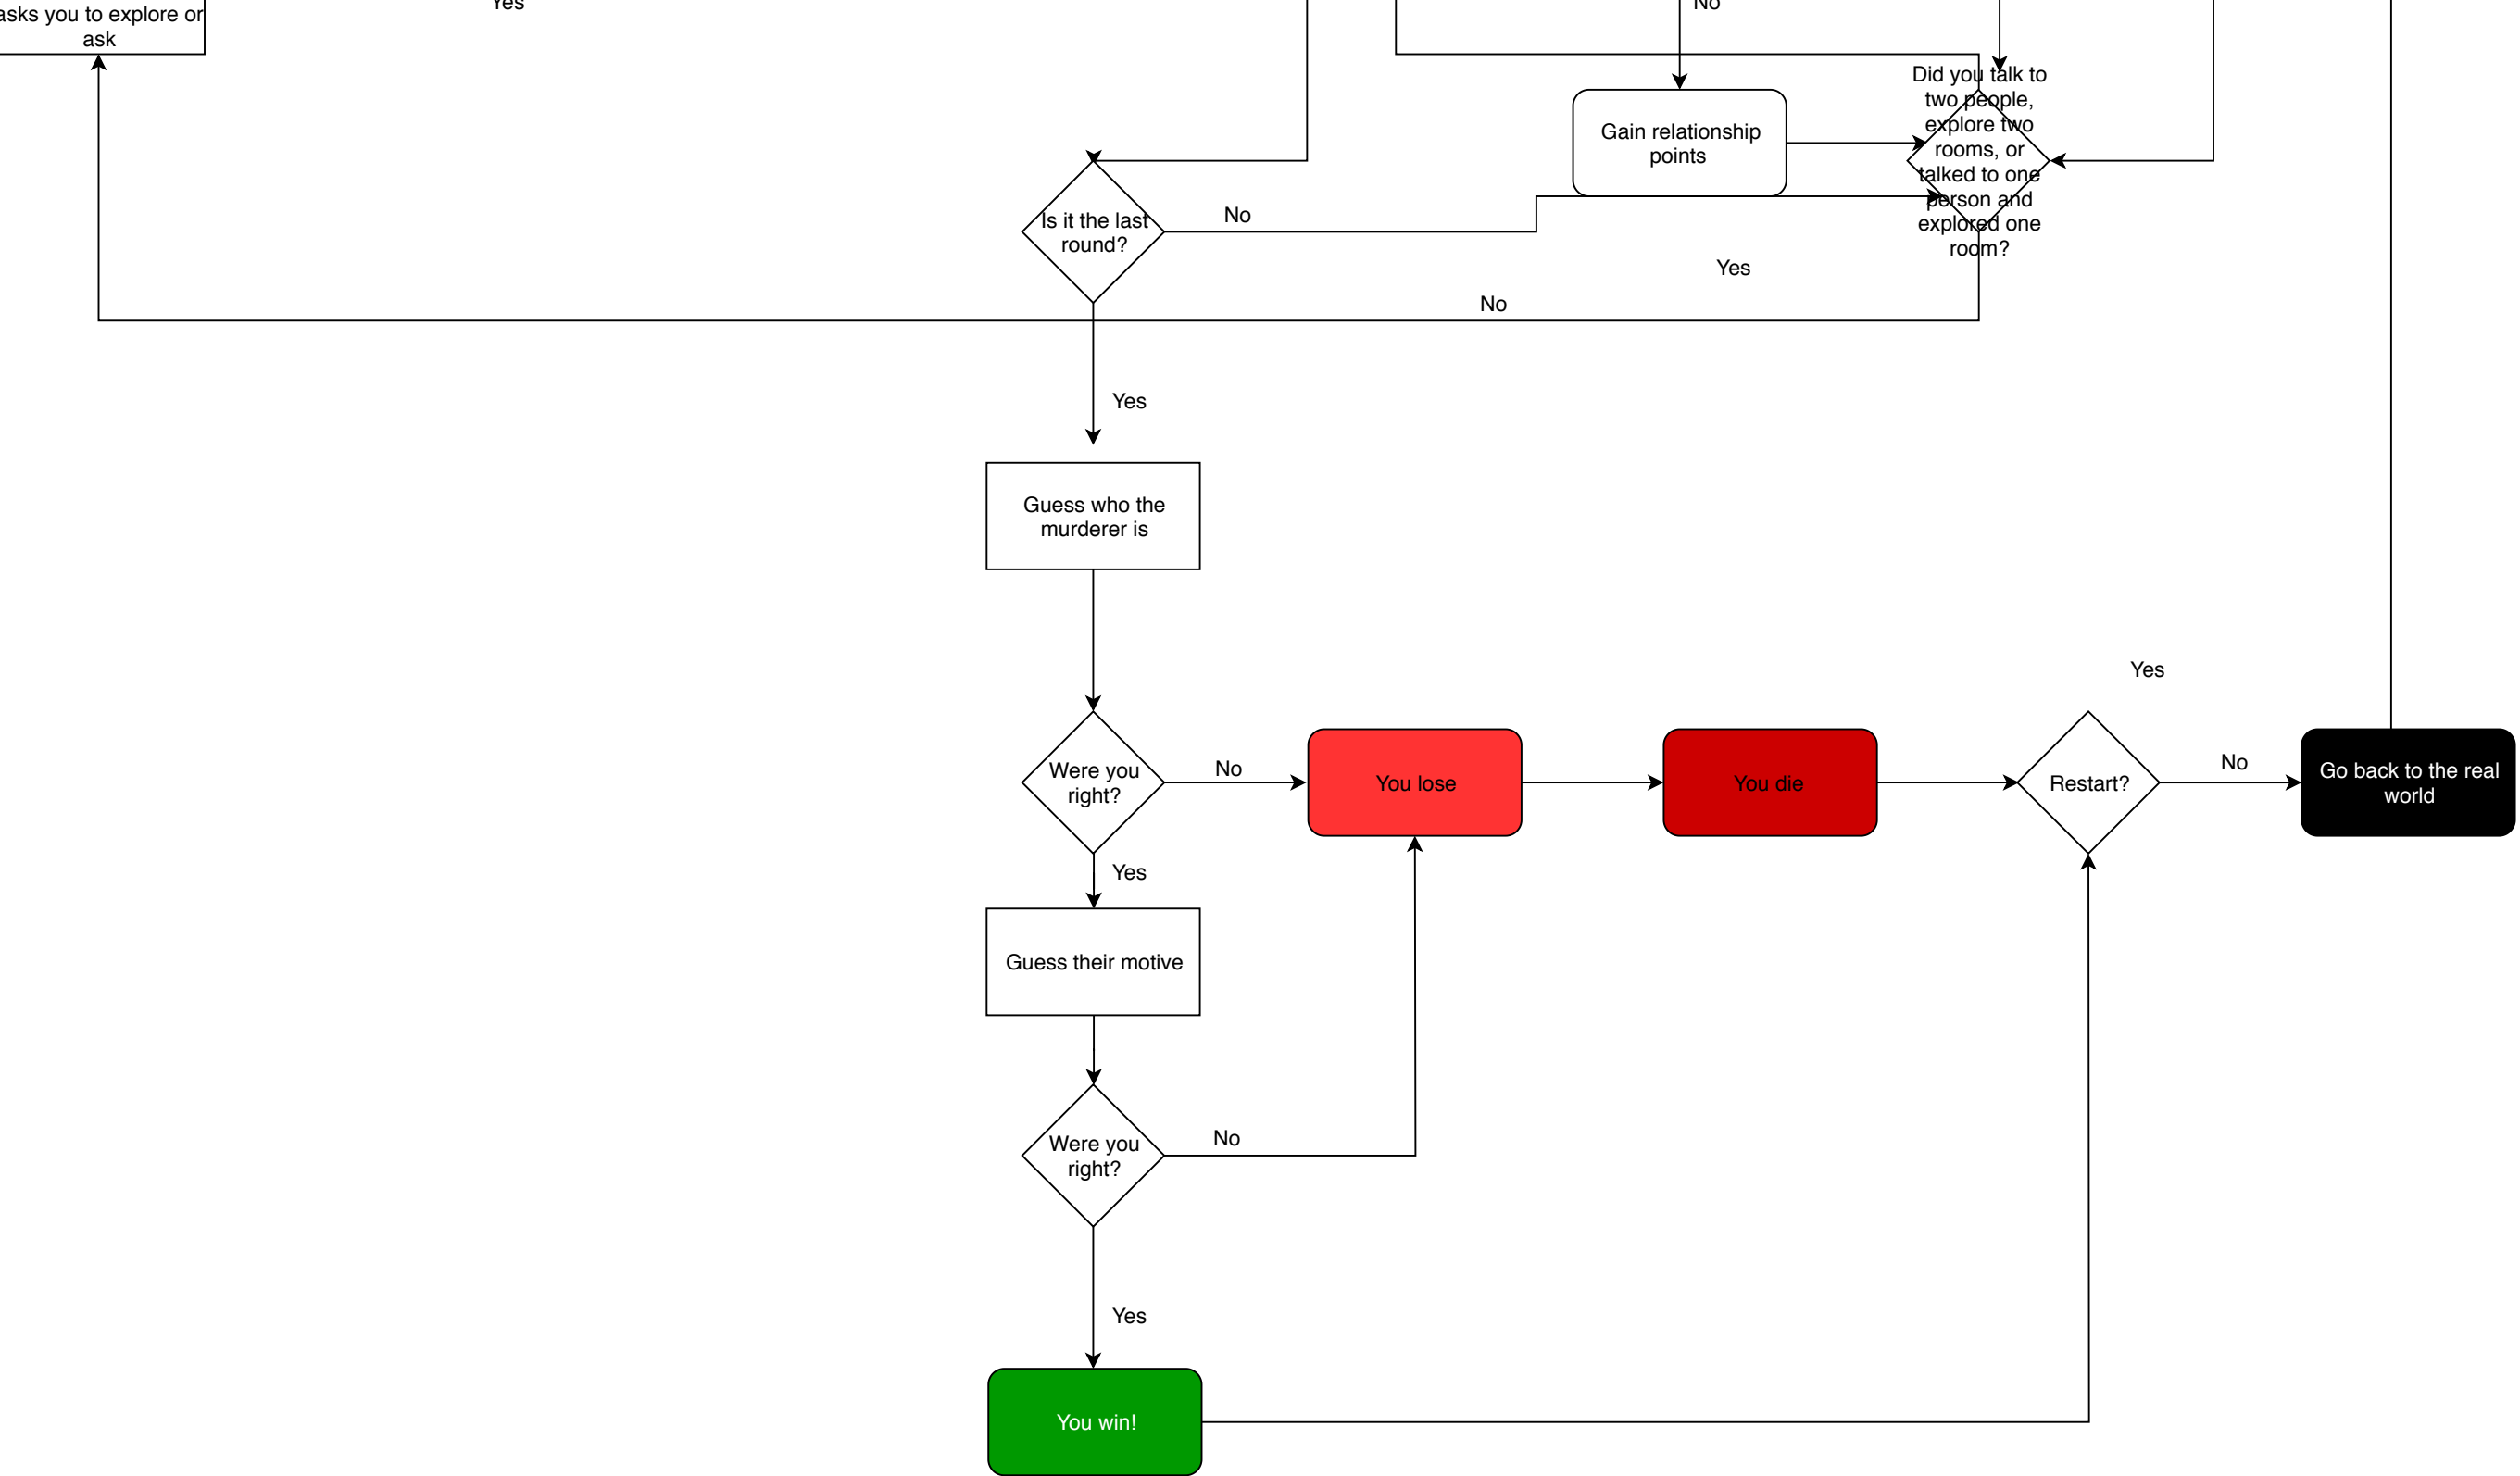 asks you to explore or
ask
Yes
No
Did you talk to
two people,
explore two
rooms, or
talked to one
person and
explored one
room?
Gain relationship
points
Is it the last
round?
No
Yes
No
Yes
Guess who the
murderer is
Yes
Were you
right?
No
You lose
You die
Restart?
No
Go back to the real
world
Yes
Guess their motive
Were you
right?
No
Yes
You win!